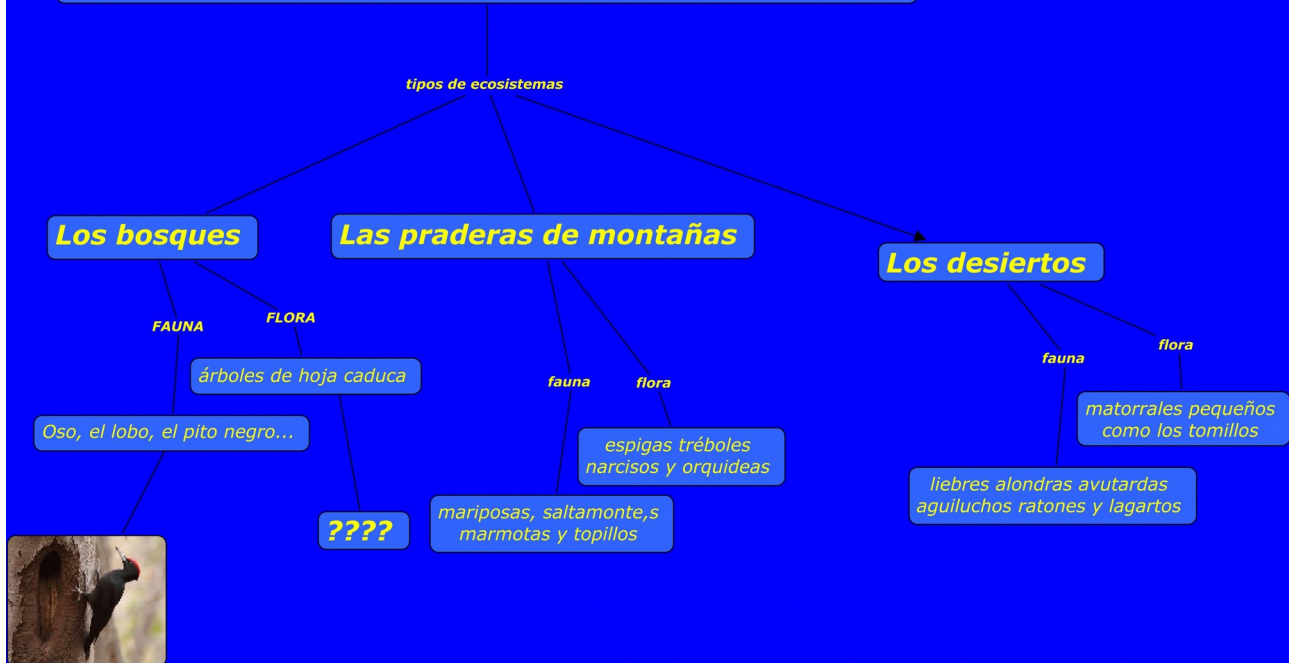 tipos de ecosistemas
Los bosques
Las praderas de montañas
Los desiertos
FAUNA
FLORA
árboles de hoja caduca
Oso, el lobo, el pito negro...
????
fauna
flora
espigas tréboles
narcisos y orquideas
mariposas, saltamonte,s
marmotas y topillos
fauna
flora
matorrales pequeños
como los tomillos
liebres alondras avutardas
aguiluchos ratones y lagartos